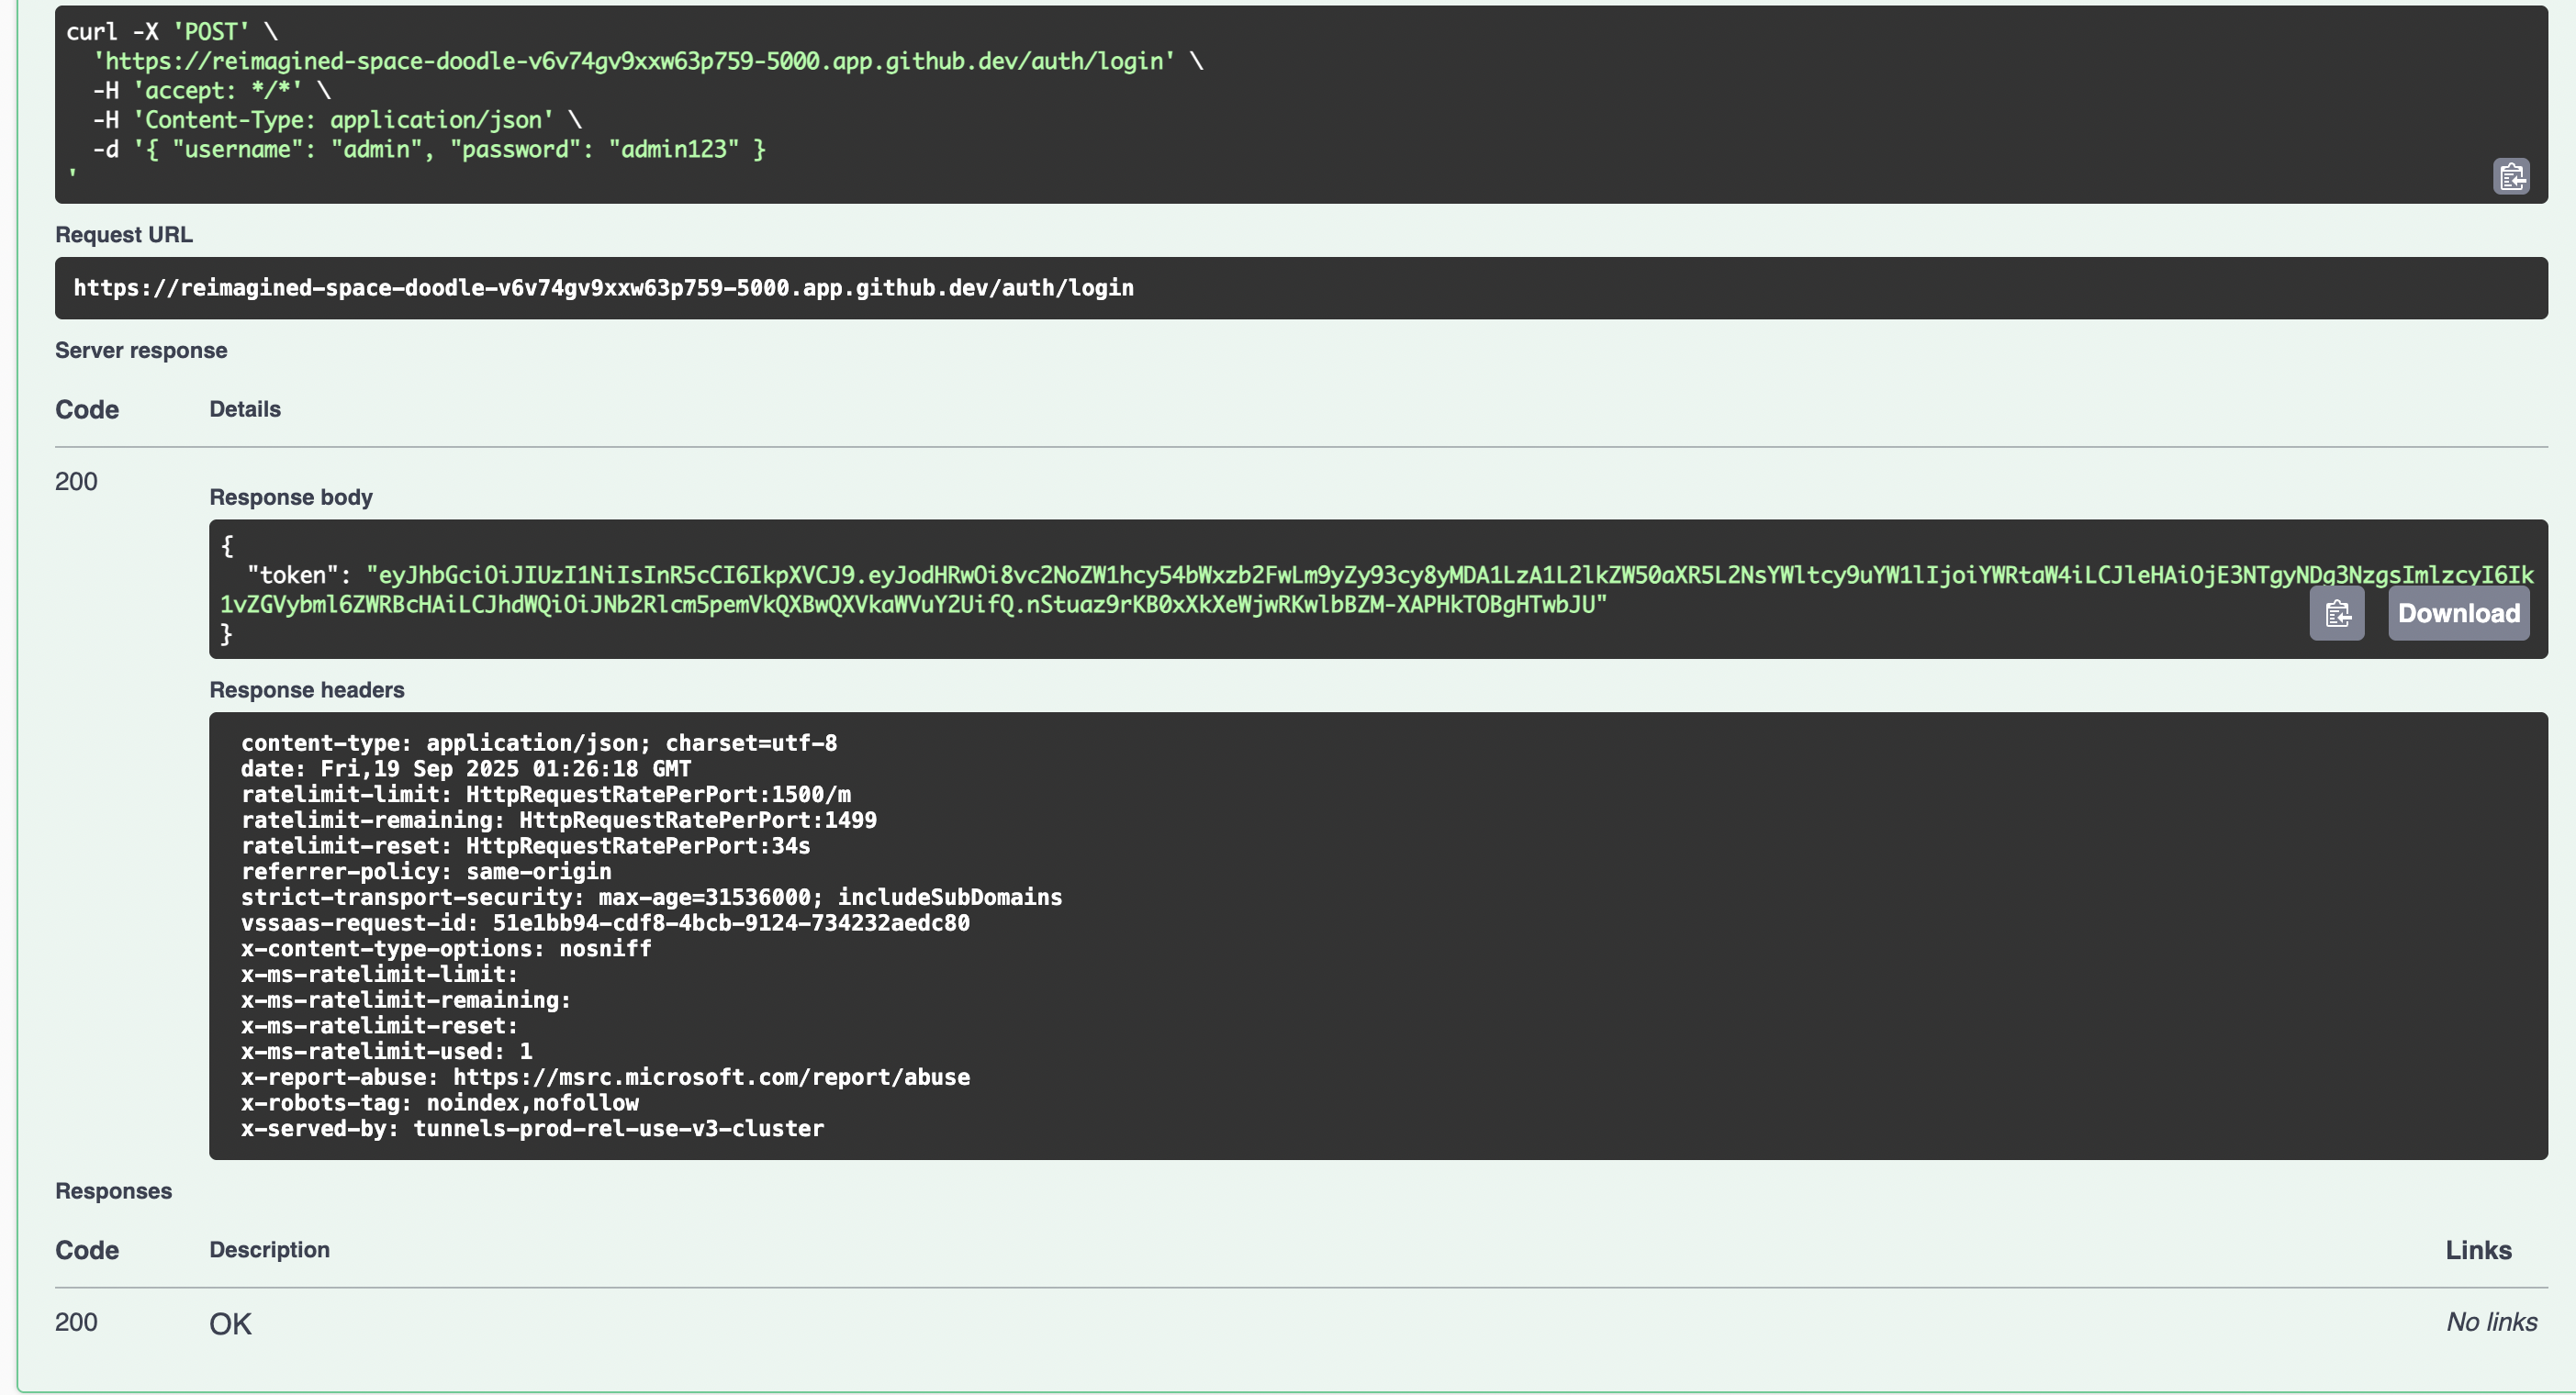 curl -X 'POST' \
  'https://reimagined-space-doodle-v6v74gv9xxw63p759-5000.app.github.dev/auth/login' \
  -H 'accept: */*' \
  -H 'Content-Type: application/json' \
  -d '{ "username": "admin", "password": "admin123" }
'
Request URL
https://reimagined-space-doodle-v6v74gv9xxw63p759-5000.app.github.dev/auth/login
Server response
Code Details
200
Response body
{
  "token": "eyJhbGciOiJIUzI1NiIsInR5cCI6IkpXVCJ9.eyJodHRwOi8vc2NoZW1hcy54bWxzb2FwLm9yZy93cy8yMDA1LzA1L2lkZW50aXR5L2NsYWltcy9uYW1lIjoiYWRtaW4iLCJleHAiOjE3NTgyNDg3NzgsImlzcyI6Ik
1vZGVybml6ZWRBcHAiLCJhdWQiOiJNb2Rlcm5pemVkQXBwQXVkaWVuY2UifQ.nStuaz9rKB0xXkXeWjwRKwlbBZM-XAPHkTOBgHTwbJU"
}
Download
Response headers
content-type: application/json; charset=utf-8
date: Fri,19 Sep 2025 01:26:18 GMT
ratelimit-limit: HttpRequestRatePerPort:1500/m
ratelimit-remaining: HttpRequestRatePerPort:1499
ratelimit-reset: HttpRequestRatePerPort:34s
referrer-policy: same-origin
strict-transport-security: max-age=31536000; includeSubDomains
vssaas-request-id: 51e1bb94-cdf8-4bcb-9124-734232aedc80
x-content-type-options: nosniff
x-ms-ratelimit-limit:
x-ms-ratelimit-remaining:
x-ms-ratelimit-reset:
x-ms-ratelimit-used: 1
x-report-abuse: https://msrc.microsoft.com/report/abuse
x-robots-tag: noindex,nofollow
x-served-by: tunnels-prod-rel-use-v3-cluster
Responses
Code Description Links
200 OK No links